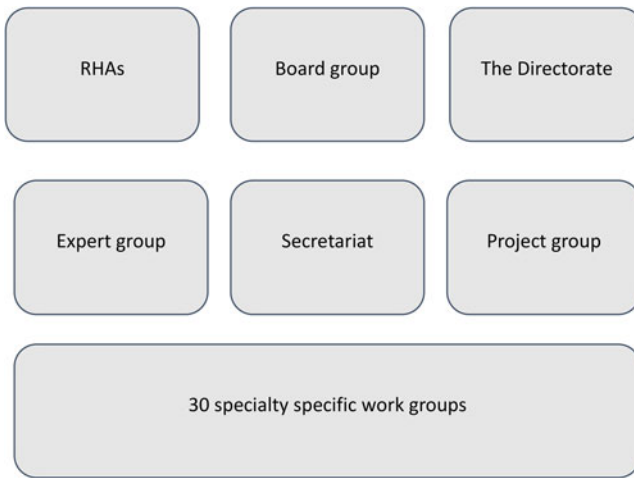 RHAs
Board group
The Directorate
Expert group
Secretariat
Project group
30 specialty specific work groups